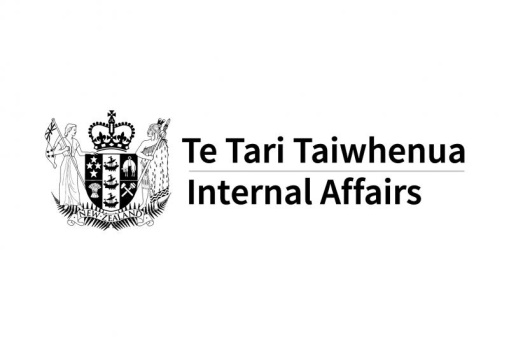 Te Tari Taiwhenua
Internal Affairs
NEW ZEALAND